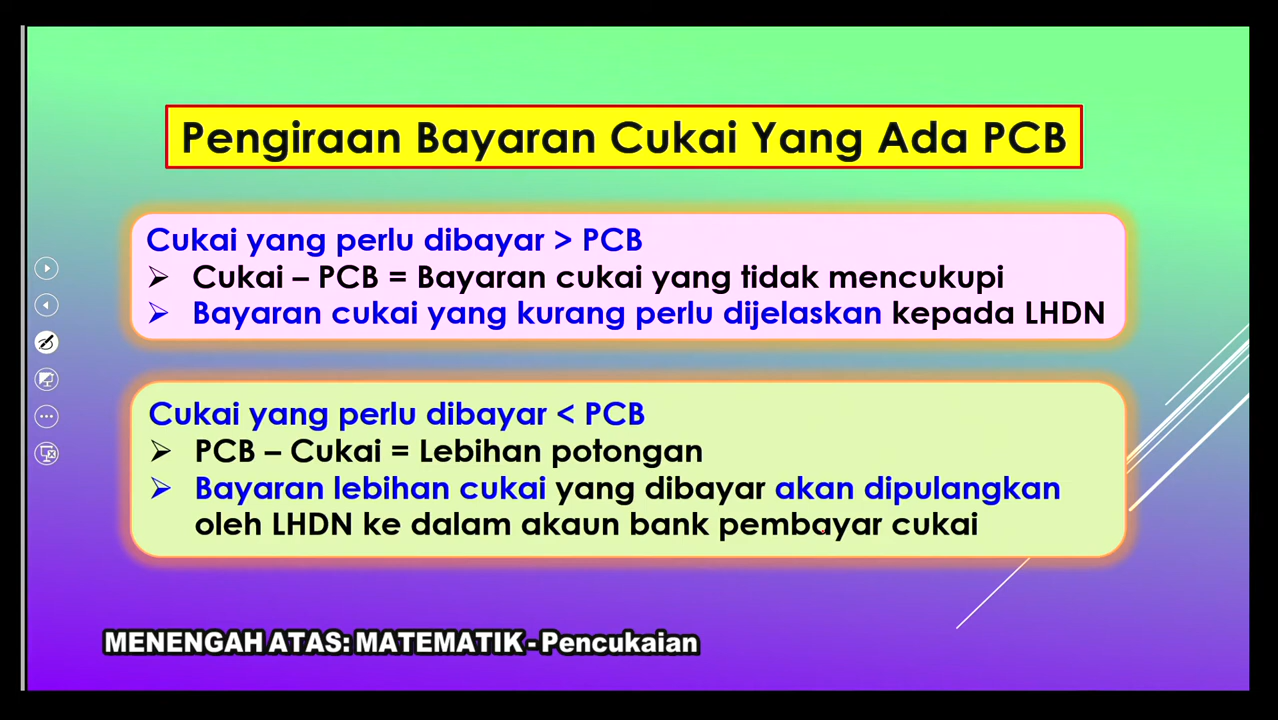 Pengiraan Bayaran Cukai Yang Ada PCB
Cukai yang perlu dibayar > PCB
➢ Cukai – PCB = Bayaran cukai yang tidak mencukupi
➢ Bayaran cukai yang kurang perlu dijelaskan kepada LHDN
Cukai yang perlu dibayar < PCB
➢ PCB – Cukai = Lebihan potongan
➢ Bayaran lebihan cukai yang dibayar akan dipulangkan
oleh LHDN ke dalam akaun bank pembayar cukai
MENENGAH ATAS: MATEMATIK - Pencukaian